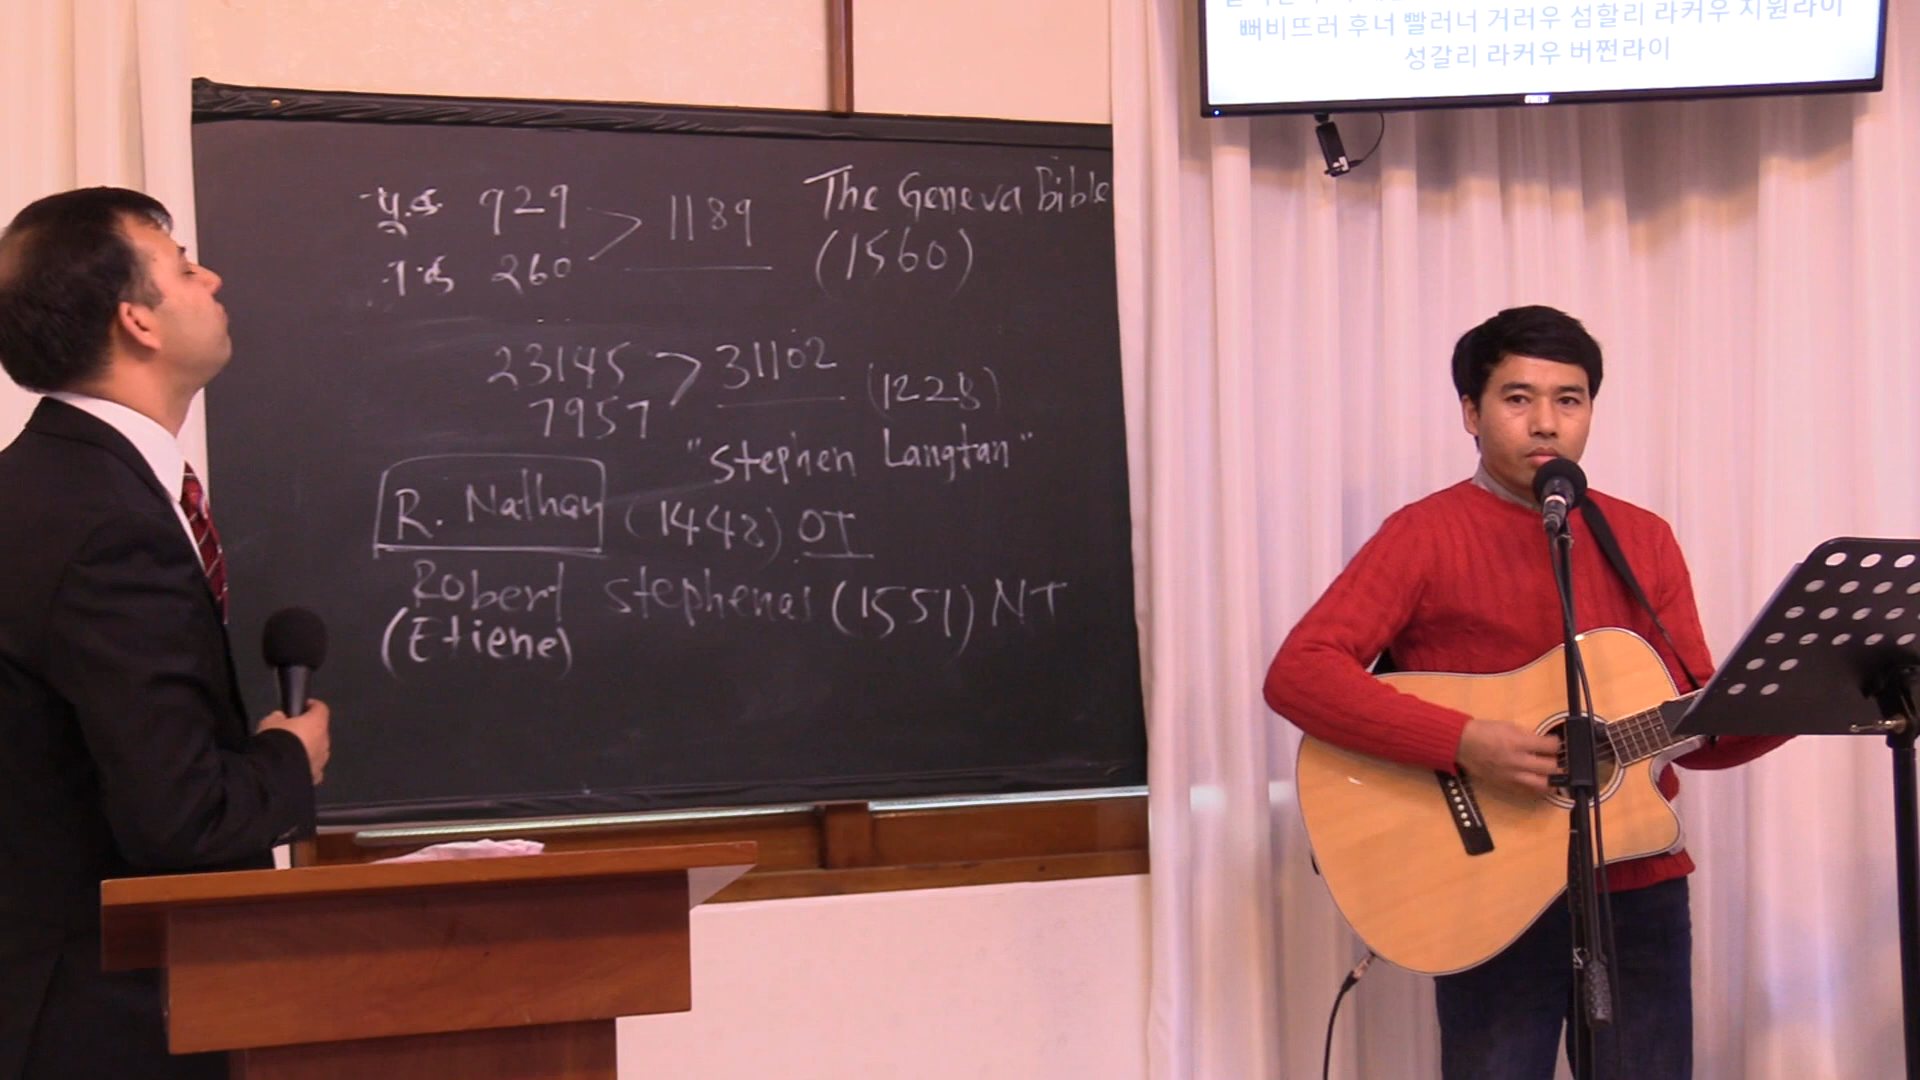 पु.क. 929 > 1189
न.क 260
The Geneva Bible
(1560)
23145 > 31102
7957
(1228)
"Stephen Langtan"
R. Nathan (1448) OT
Robert Stephenas (1551) NT
(Etiene)
뻐비뜨러 후너 빨러너 거러우 섬할리 라커우 지원라이
성갈리 라커우 버쩐라이